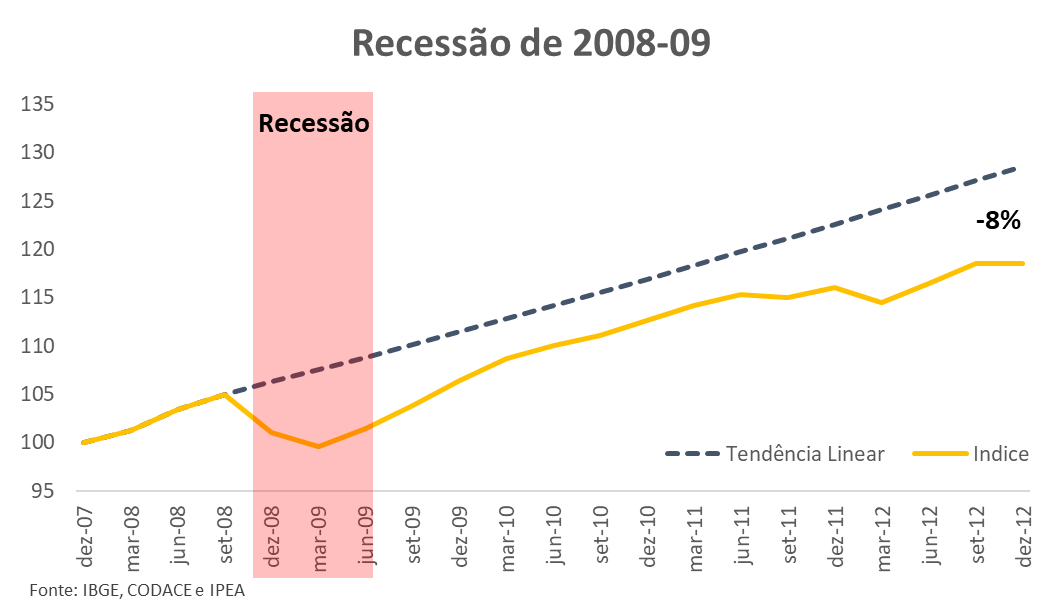 Recessão de 2008-09
135
130
125
120
115
110
105
100
95
Recessão
-8%
Tendência Linear
Indice
dez-07
mar-08
jun-08
set-08
dez-08
mar-09
jun-09
set-09
dez-09
mar-10
jun-10
set-10
dez-10
mar-11
jun-11
set-11
dez-11
mar-12
jun-12
set-12
dez-12
Fonte: IBGE, CODACE e IPEA